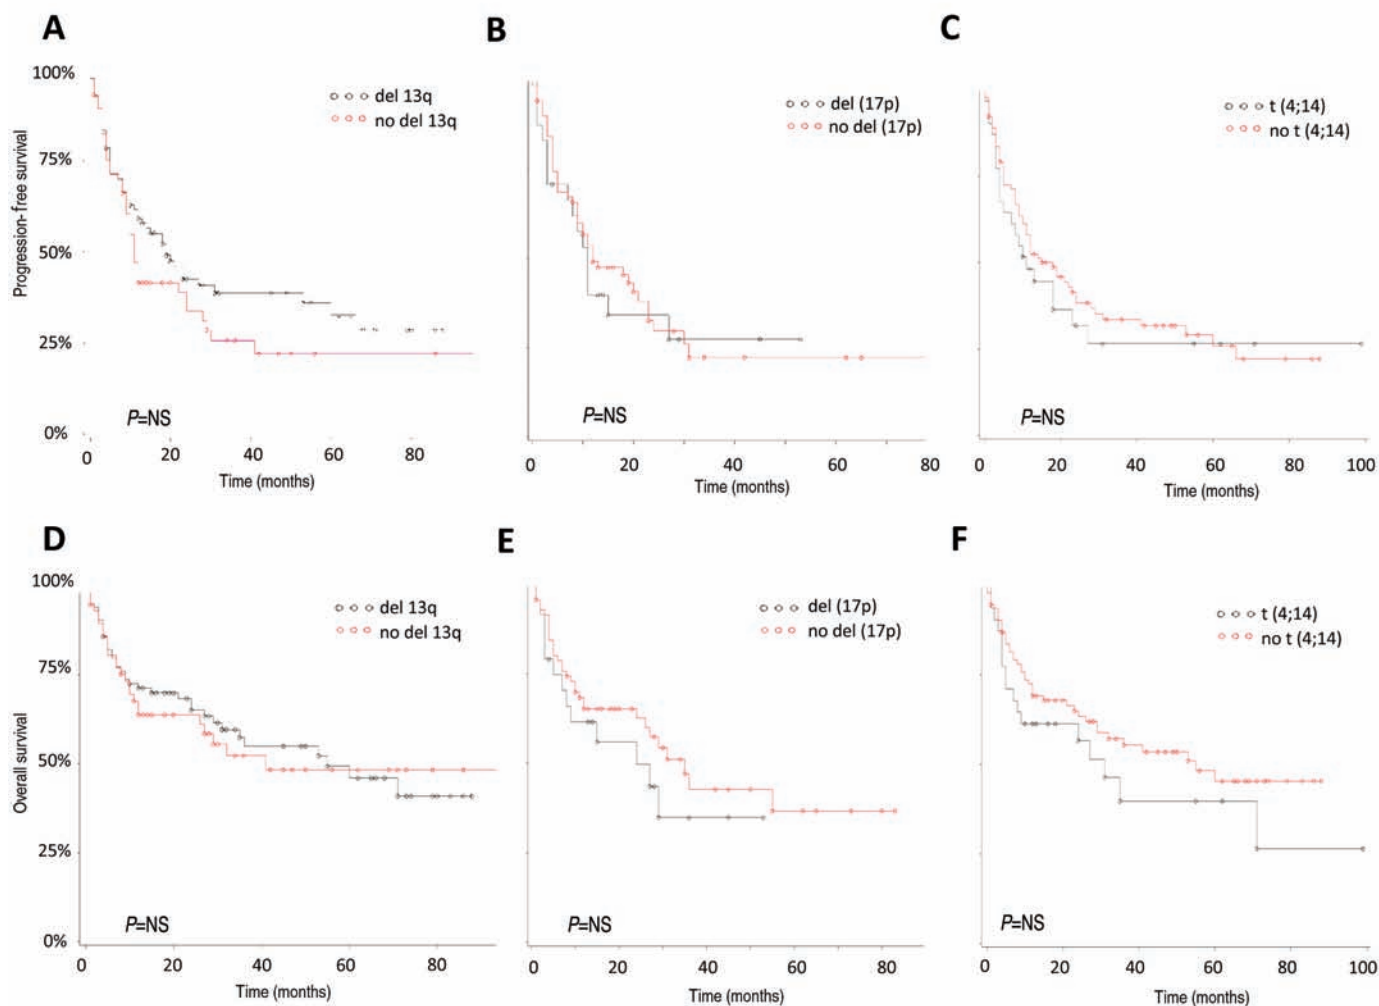 A
B
C
100%
75%
50%
25%
0%
Progression-free survival
del 13q
no del 13q
P=NS
0 20 40 60 80
Time (months)
del (17p)
no del (17p)
P=NS
0 20 40 60 80
Time (months)
t (4;14)
no t (4;14)
P=NS
0 20 40 60 80 100
Time (months)
D
E
F
100%
75%
50%
25%
0%
Overall survival
del 13q
no del 13q
P=NS
0 20 40 60 80
Time (months)
del (17p)
no del (17p)
P=NS
0 20 40 60 80
Time (months)
t (4;14)
no t (4;14)
P=NS
0 20 40 60 80 100
Time (months)